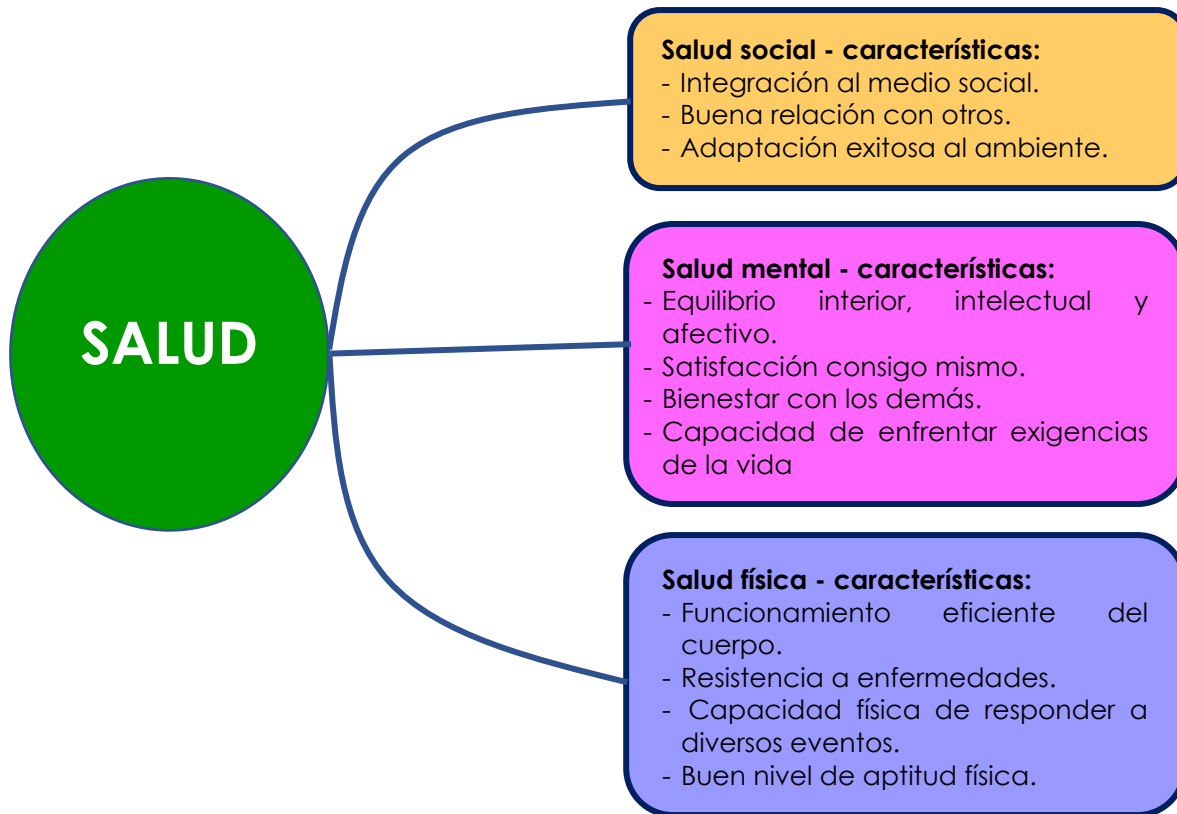 SALUD
Salud social - características:
- Integración al medio social.
- Buena relación con otros.
- Adaptación exitosa al ambiente.
Salud mental - características:
- Equilibrio interior, intelectual y
afectivo.
- Satisfacción consigo mismo.
- Bienestar con los demás.
- Capacidad de enfrentar exigencias
de la vida
Salud física - características:
- Funcionamiento eficiente del
cuerpo.
- Resistencia a enfermedades.
- Capacidad física de responder a
diversos eventos.
- Buen nivel de aptitud física.